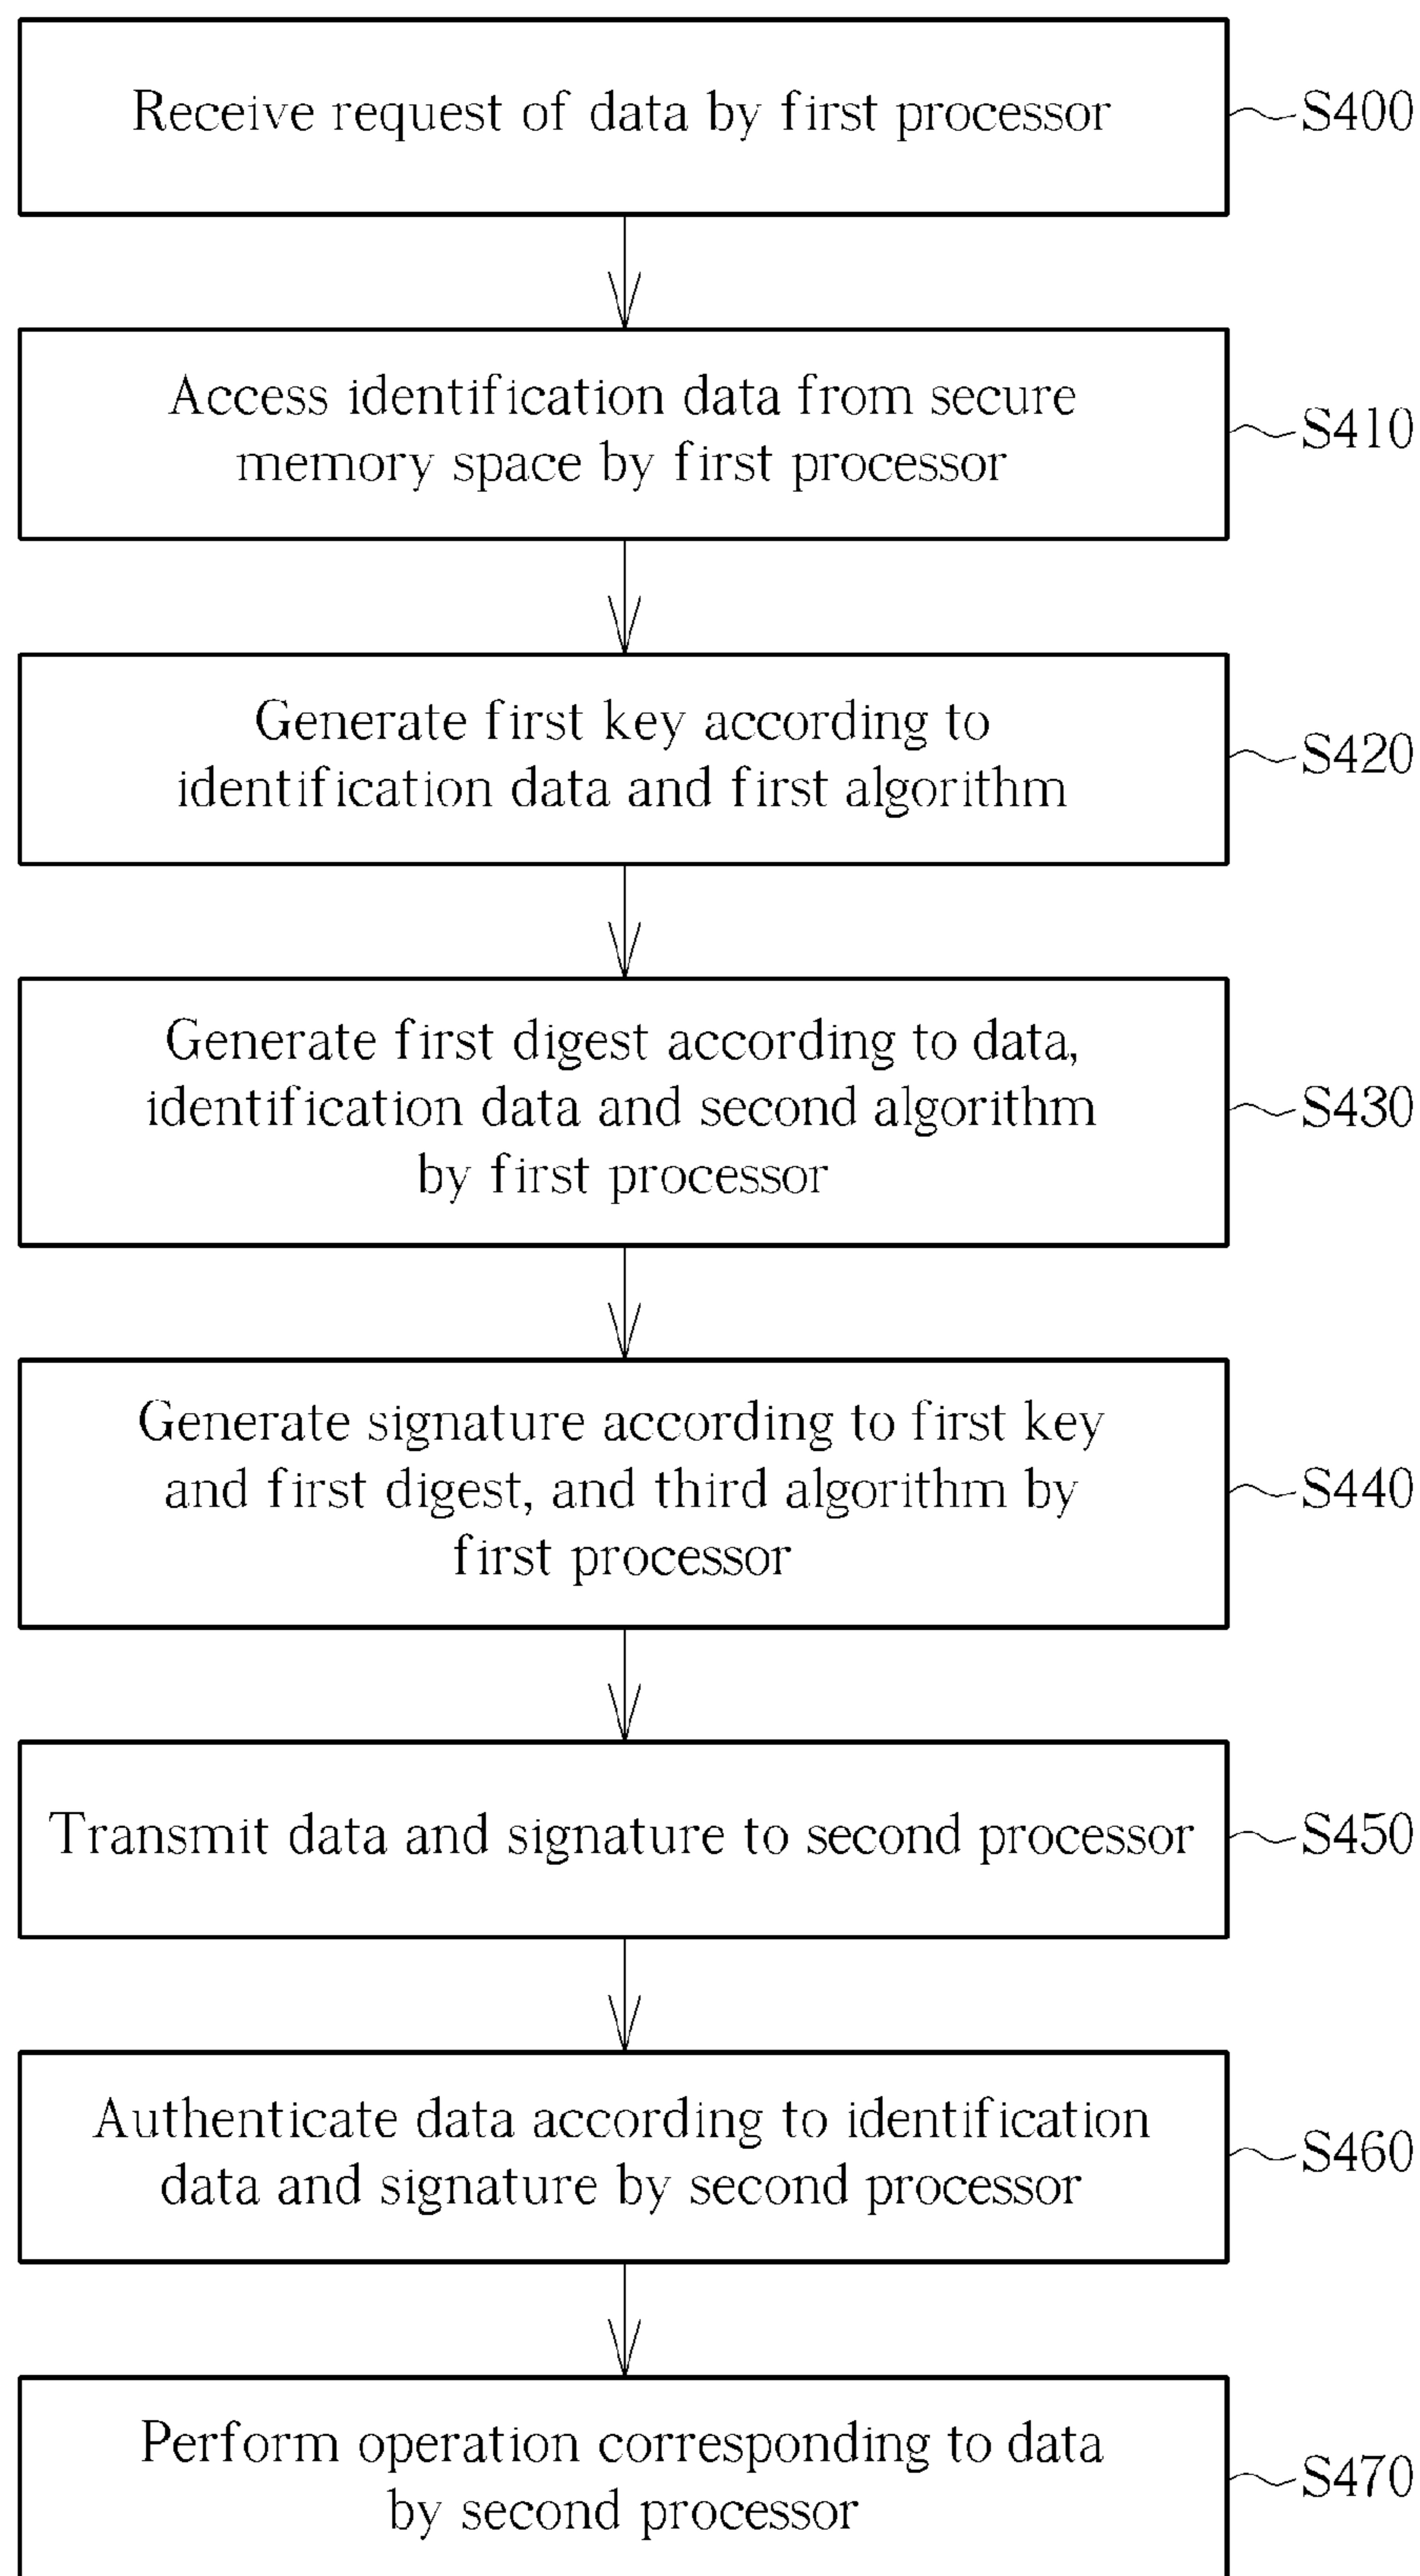 Receive request of data by first processor
S400
Access identification data from secure
memory space by first processor
S410
Generate first key according to
identification data and first algorithm
S420
Generate first digest according to data,
identification data and second algorithm
by first processor
S430
Generate signature according to first key
and first digest, and third algorithm by
first processor
S440
Transmit data and signature to second processor
S450
Authenticate data according to identification
data and signature by second processor
S460
Perform operation corresponding to data
by second processor
S470